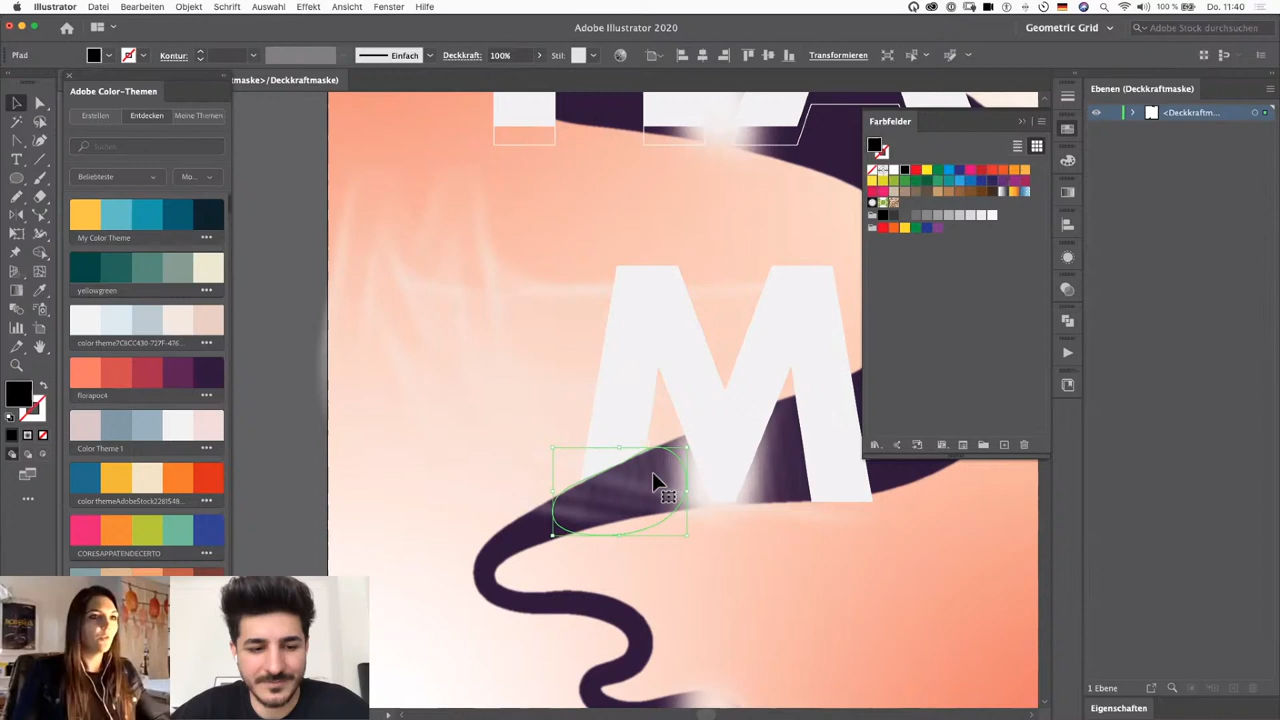 Illustrator Datei Bearbeiten Objekt Schrift Auswahl Effekt Ansicht Fenster Hilfe 100 % Do. 11:40
Adobe Illustrator 2020 Geometric Grid Adobe Stock durchsuchen
Pfad Kontur: Einfach Deckkraft: 100% Stil: Transformieren
maske>/Deckkraftmaske)
Adobe Color-Themen
Erstellen Entdecken Meine Themen
Suchen
Beliebteste Mo...
My Color Theme
yellowgreen
color theme7C8CC430-727F-476...
florapoc4
Color Theme 1
color themeAdobeStock2281548...
CORESAPPATENDECERTO
M
Farbfelder
Ebenen (Deckkraftmaske)
<Deckkraftm...
1 Ebene
Eigenschaften